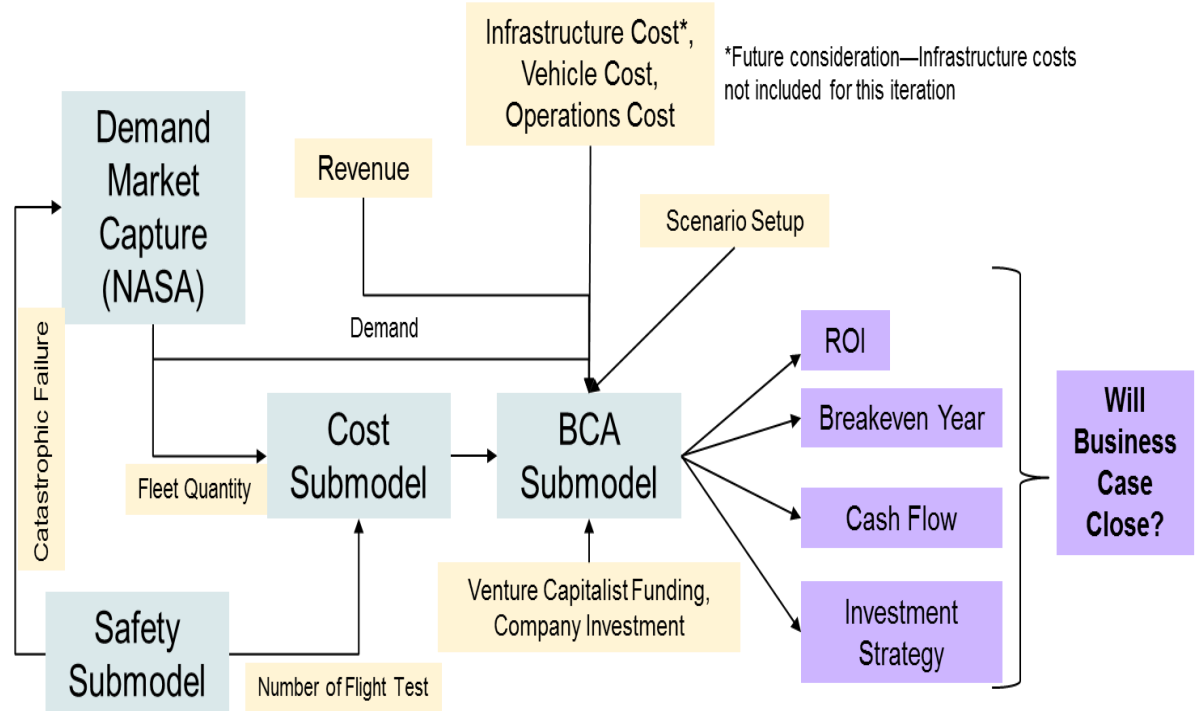 Infrastructure Cost*,
Vehicle Cost,
Operations Cost
*Future consideration—Infrastructure costs
not included for this iteration
Demand
Market
Capture
(NASA)
Revenue
Scenario Setup
Demand
Catastrophic Failure
Fleet Quantity
Cost
Submodel
BCA
Submodel
ROI
Breakeven Year
Cash Flow
Investment
Strategy
Will
Business
Case
Close?
Venture Capitalist Funding,
Company Investment
Safety
Submodel
Number of Flight Test